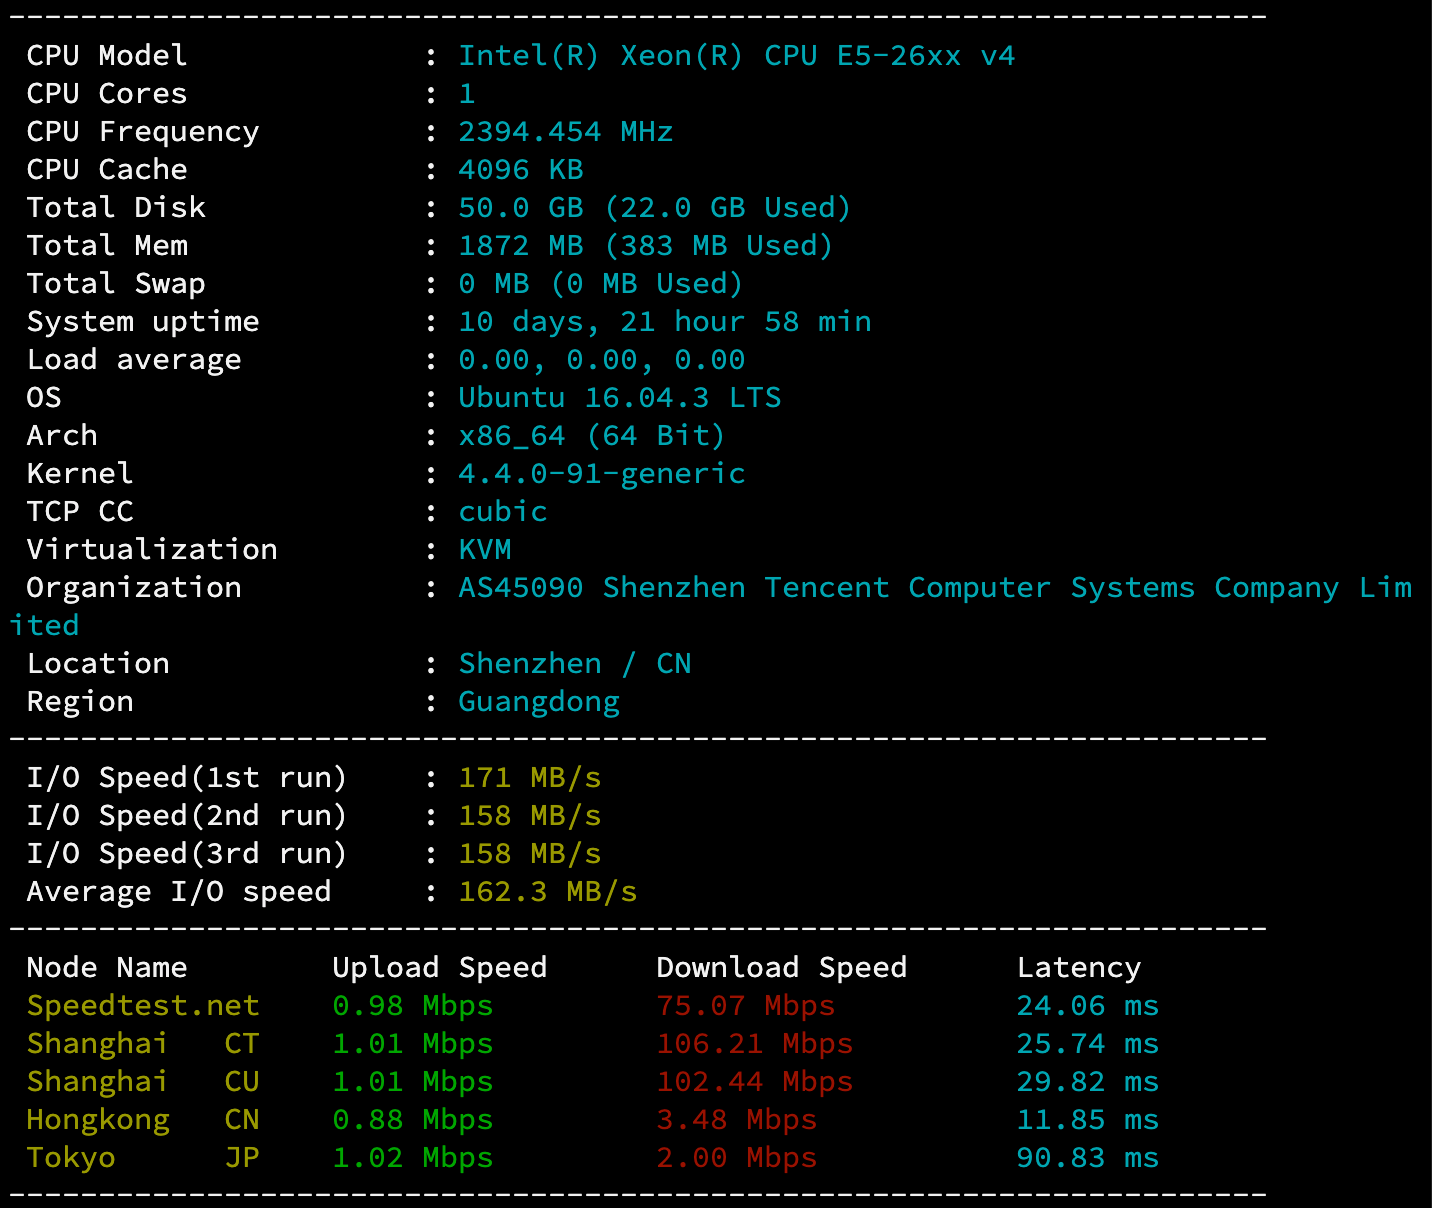 ----------------------------------------------------------------------
CPU Model : Intel(R) Xeon(R) CPU E5-26xx v4
CPU Cores : 1
CPU Frequency : 2394.454 MHz
CPU Cache : 4096 KB
Total Disk : 50.0 GB (22.0 GB Used)
Total Mem : 1872 MB (383 MB Used)
Total Swap : 0 MB (0 MB Used)
System uptime : 10 days, 21 hour 58 min
Load average : 0.00, 0.00, 0.00
OS : Ubuntu 16.04.3 LTS
Arch : x86_64 (64 Bit)
Kernel : 4.4.0-91-generic
TCP CC : cubic
Virtualization : KVM
Organization : AS45090 Shenzhen Tencent Computer Systems Company Lim
ited
Location : Shenzhen / CN
Region : Guangdong
----------------------------------------------------------------------
I/O Speed(1st run) : 171 MB/s
I/O Speed(2nd run) : 158 MB/s
I/O Speed(3rd run) : 158 MB/s
Average I/O speed : 162.3 MB/s
----------------------------------------------------------------------
Node Name Upload Speed Download Speed Latency
Speedtest.net 0.98 Mbps 75.07 Mbps 24.06 ms
Shanghai CT 1.01 Mbps 106.21 Mbps 25.74 ms
Shanghai CU 1.01 Mbps 102.44 Mbps 29.82 ms
Hongkong CN 0.88 Mbps 3.48 Mbps 11.85 ms
Tokyo JP 1.02 Mbps 2.00 Mbps 90.83 ms
----------------------------------------------------------------------